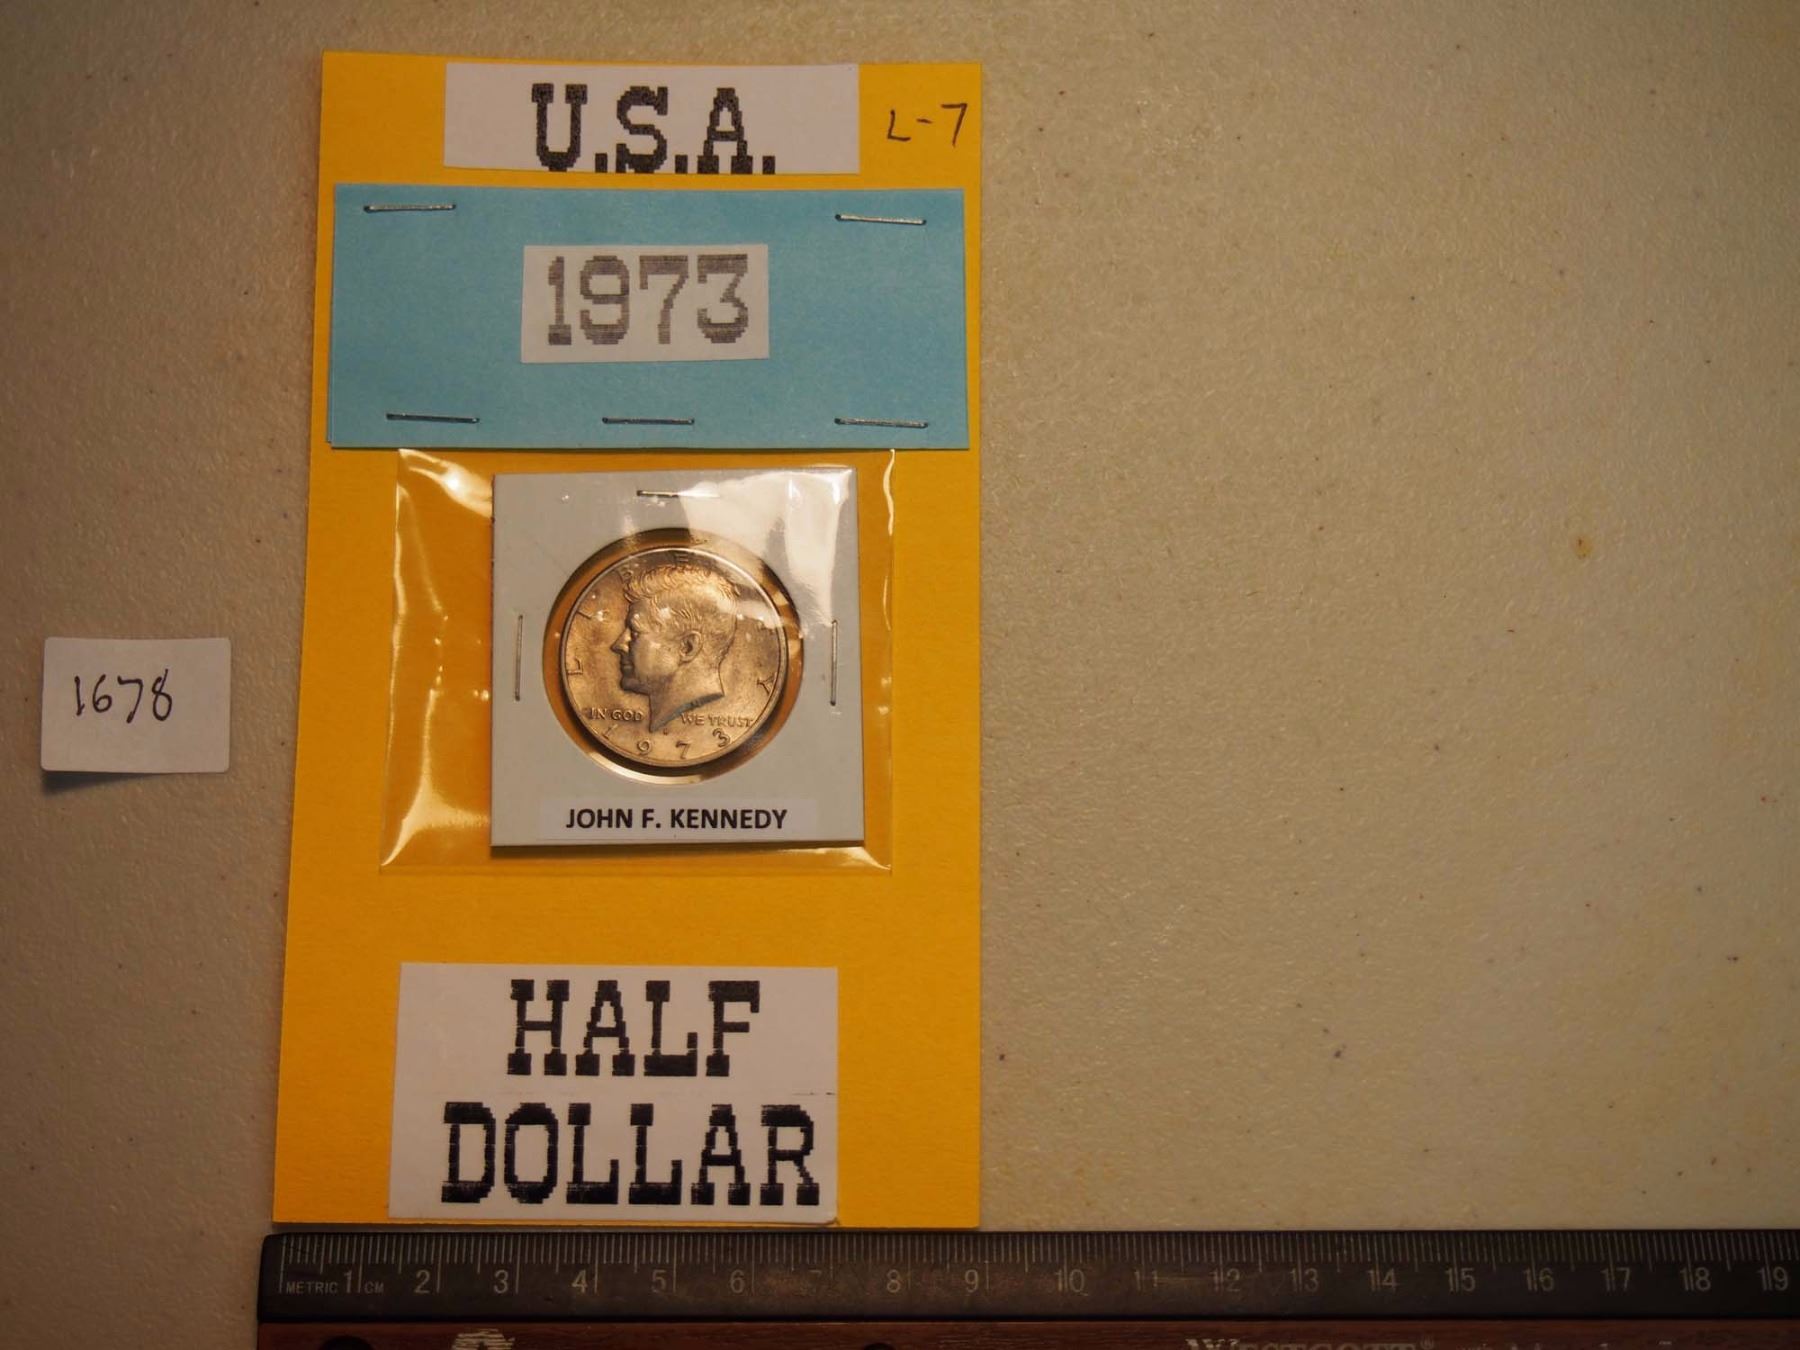 U.S.A.
L-7
1973
LIBERTY
IN GOD WE TRUST
1973
JOHN F. KENNEDY
1678
HALF
DOLLAR
METRIC 1 CM 2 3 4 5 6 7 8 9 10 11 12 13 14 15 16 17 18 19
WESTCOTT®